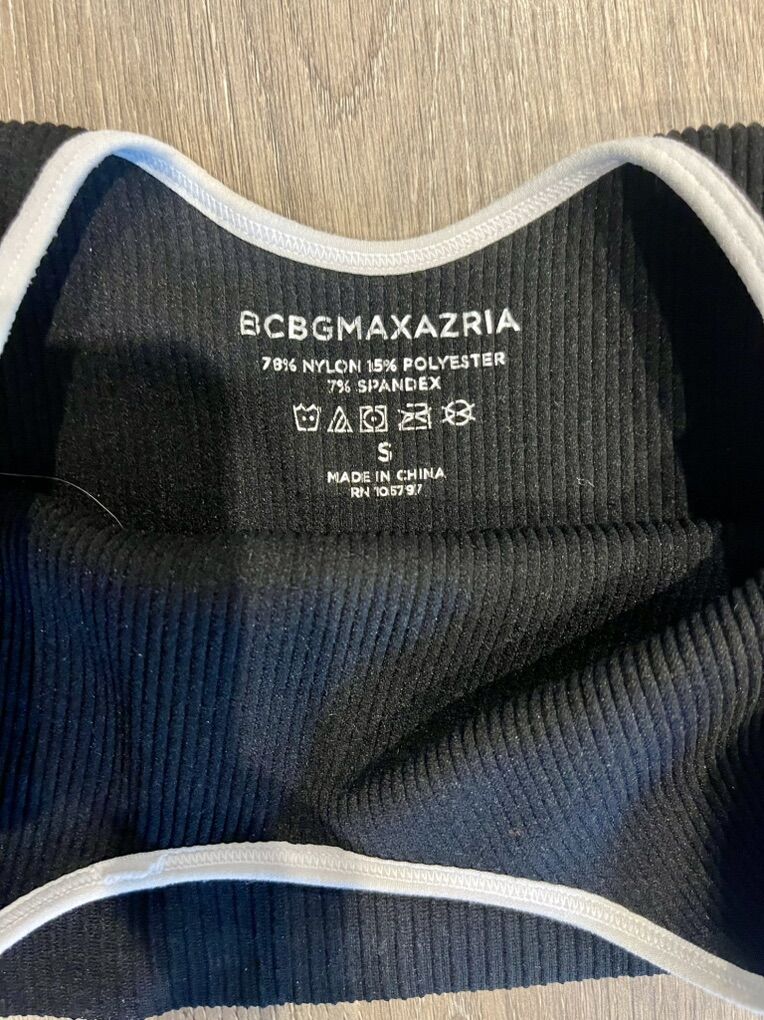 BCBGMAXAZRIA
78% NYLON 15% POLYESTER
7% SPANDEX
S
MADE IN CHINA
RN 105797